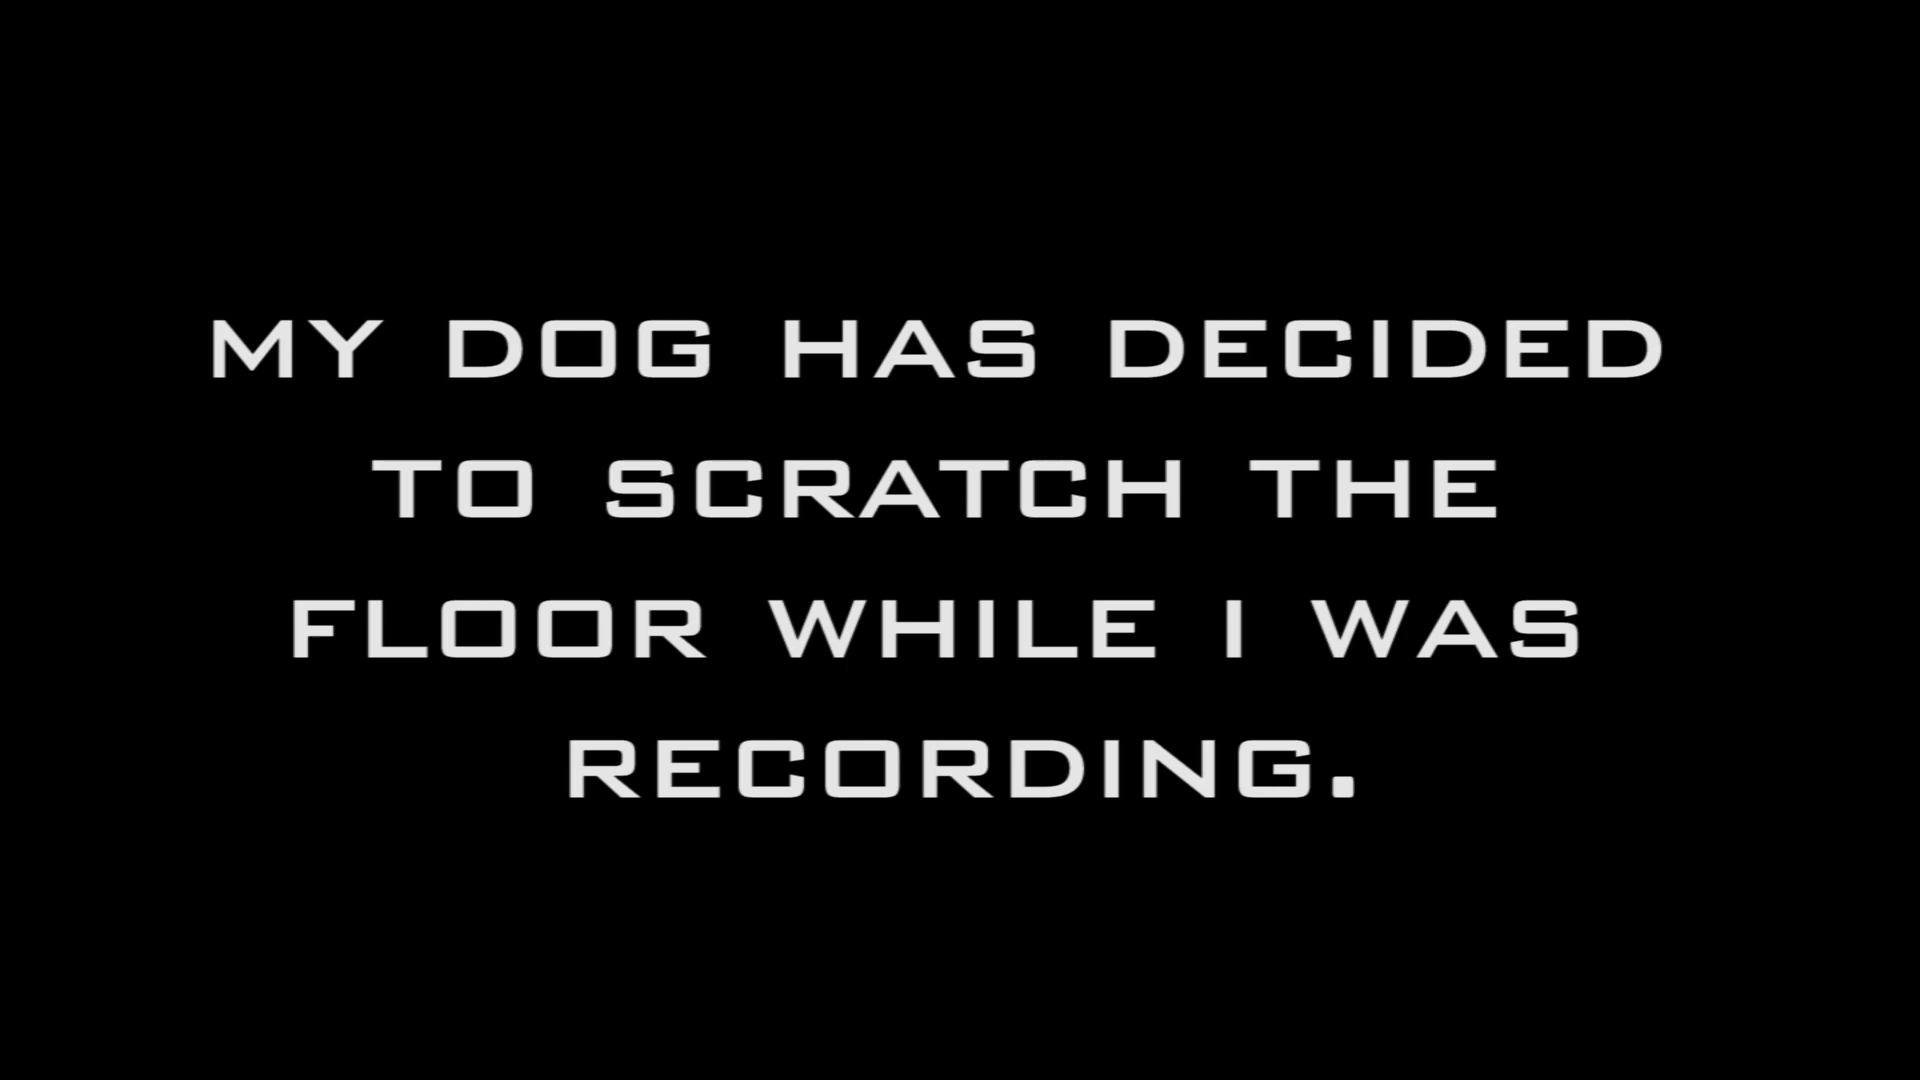 MY DOG HAS DECIDED
TO SCRATCH THE
FLOOR WHILE I WAS
RECORDING.